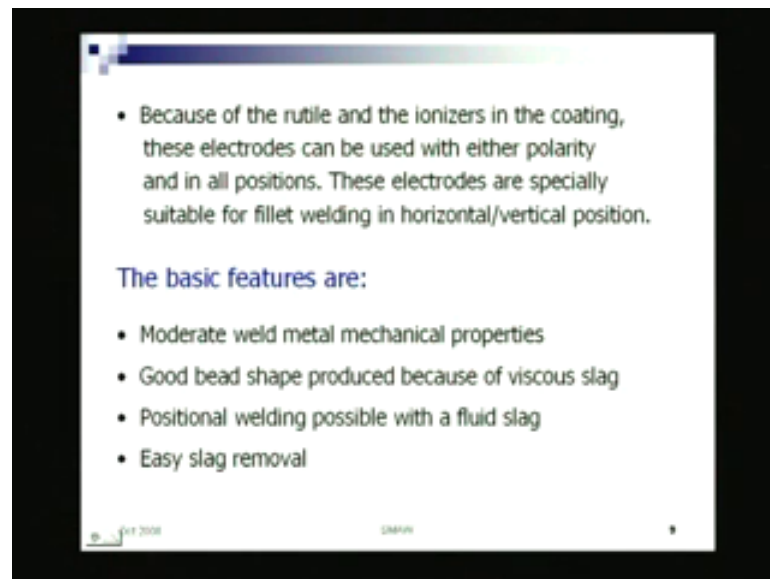 • Because of the rutile and the ionizers in the coating,
these electrodes can be used with either polarity
and in all positions. These electrodes are specially
suitable for fillet welding in horizontal/vertical position.
The basic features are:
• Moderate weld metal mechanical properties
• Good bead shape produced because of viscous slag
• Positional welding possible with a fluid slag
• Easy slag removal
Oct 2008 SMAW 9